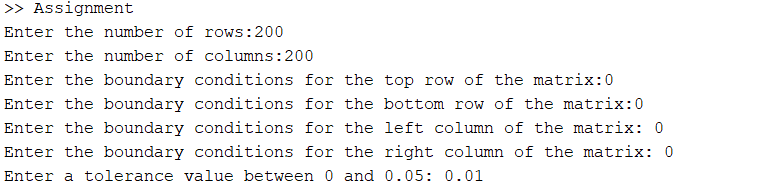 >> Assignment
Enter the number of rows:200
Enter the number of columns:200
Enter the boundary conditions for the top row of the matrix:0
Enter the boundary conditions for the bottom row of the matrix:0
Enter the boundary conditions for the left column of the matrix: 0
Enter the boundary conditions for the right column of the matrix: 0
Enter a tolerance value between 0 and 0.05: 0.01